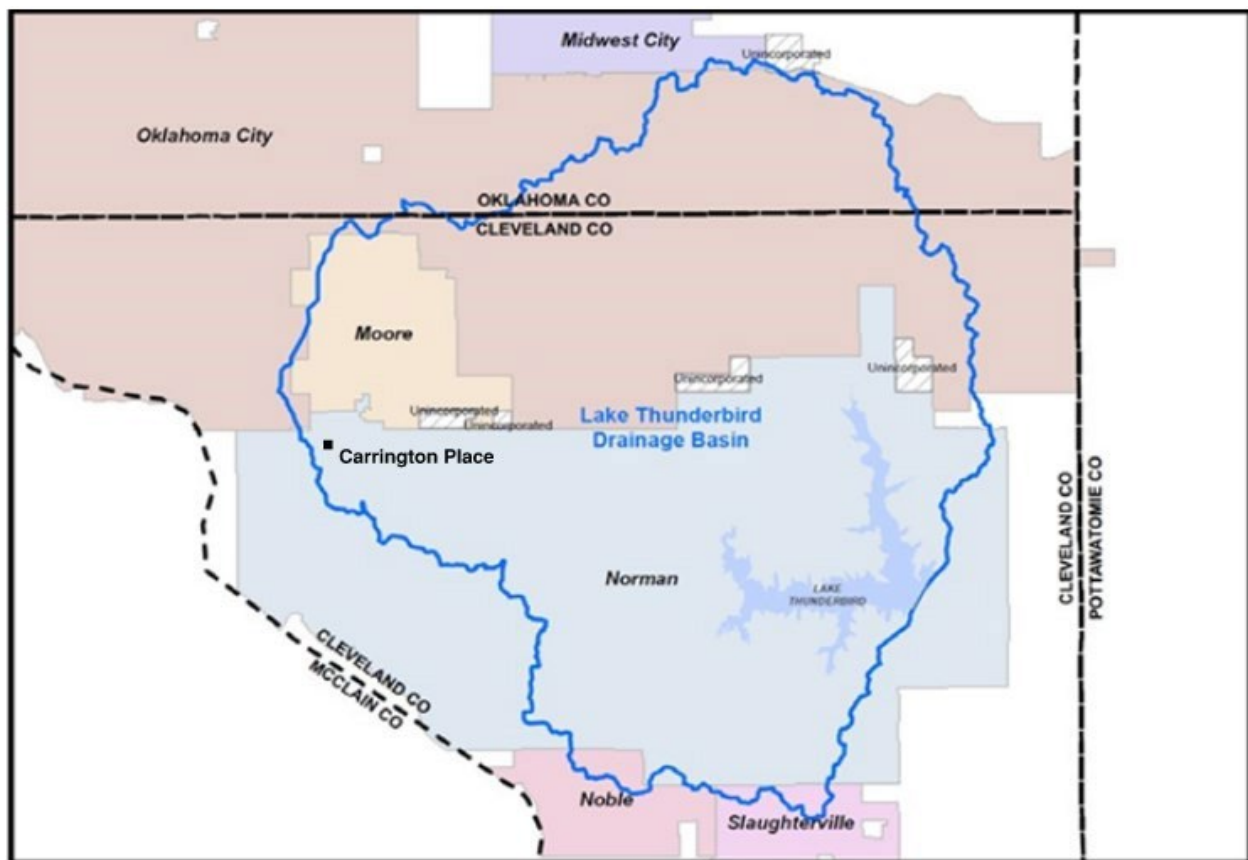 Midwest City
Unincorporated
Oklahoma City
OKLAHOMA CO
CLEVELAND CO
Moore
Unincorporated
Unincorporated
Unincorporated
Unincorporated
Lake Thunderbird
Drainage Basin
Carrington Place
CLEVELAND CO
POTTAWATOMIE CO
Norman
LAKE
THUNDERBIRD
CLEVELAND CO
MCCLAIN CO
Noble
Slaughterville